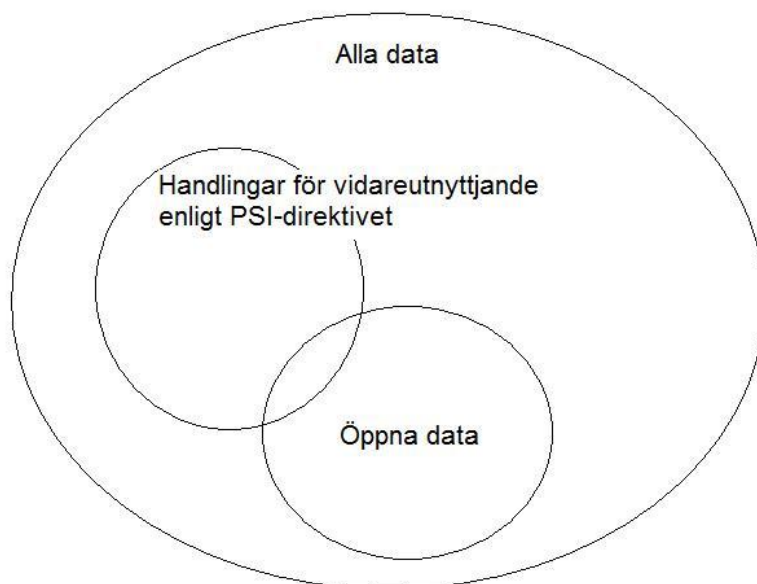 Alla data
Handlingar för vidareutnyttjande
enligt PSI-direktivet
Öppna data